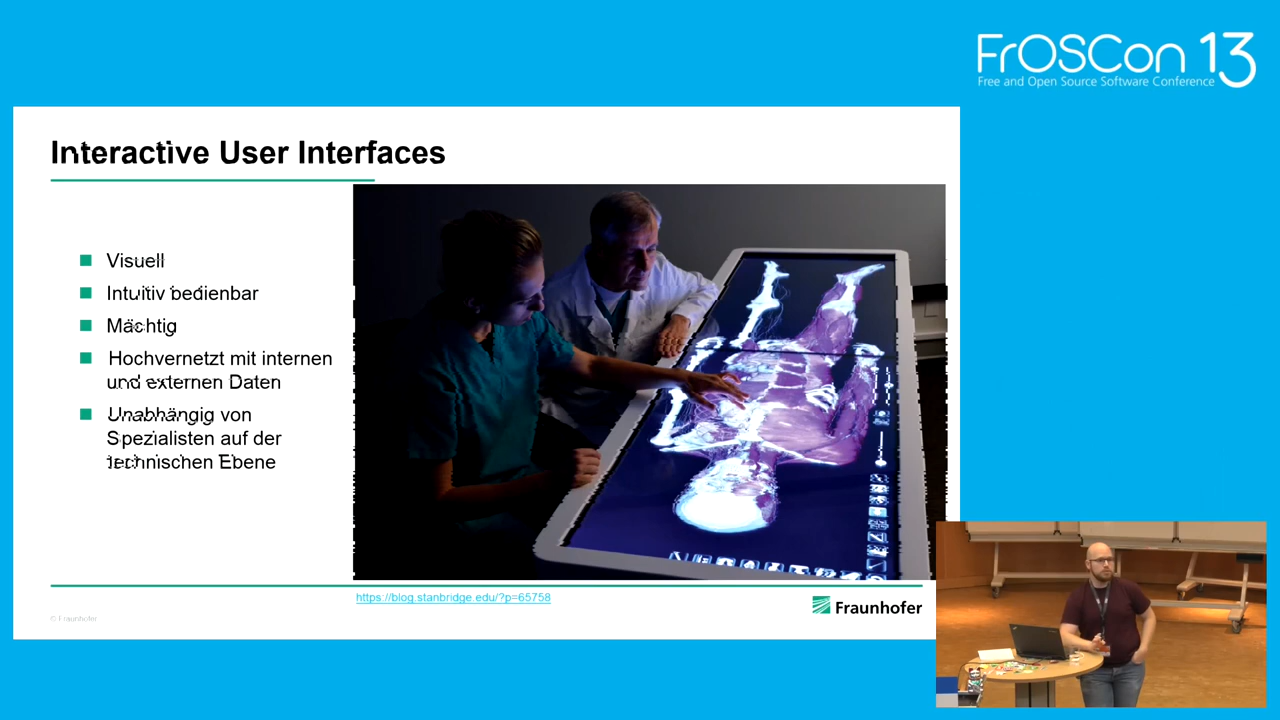 FrOSCon 13
Free and Open Source Software Conference
Interactive User Interfaces
Visuell
Intuitiv bedienbar
Mächtig
Hochvernetzt mit internen
und externen Daten
Unabhängig von
Spezialisten auf der
technischen Ebene
https://blog.stanbridge.edu/?p=65758
Fraunhofer
© Fraunhofer